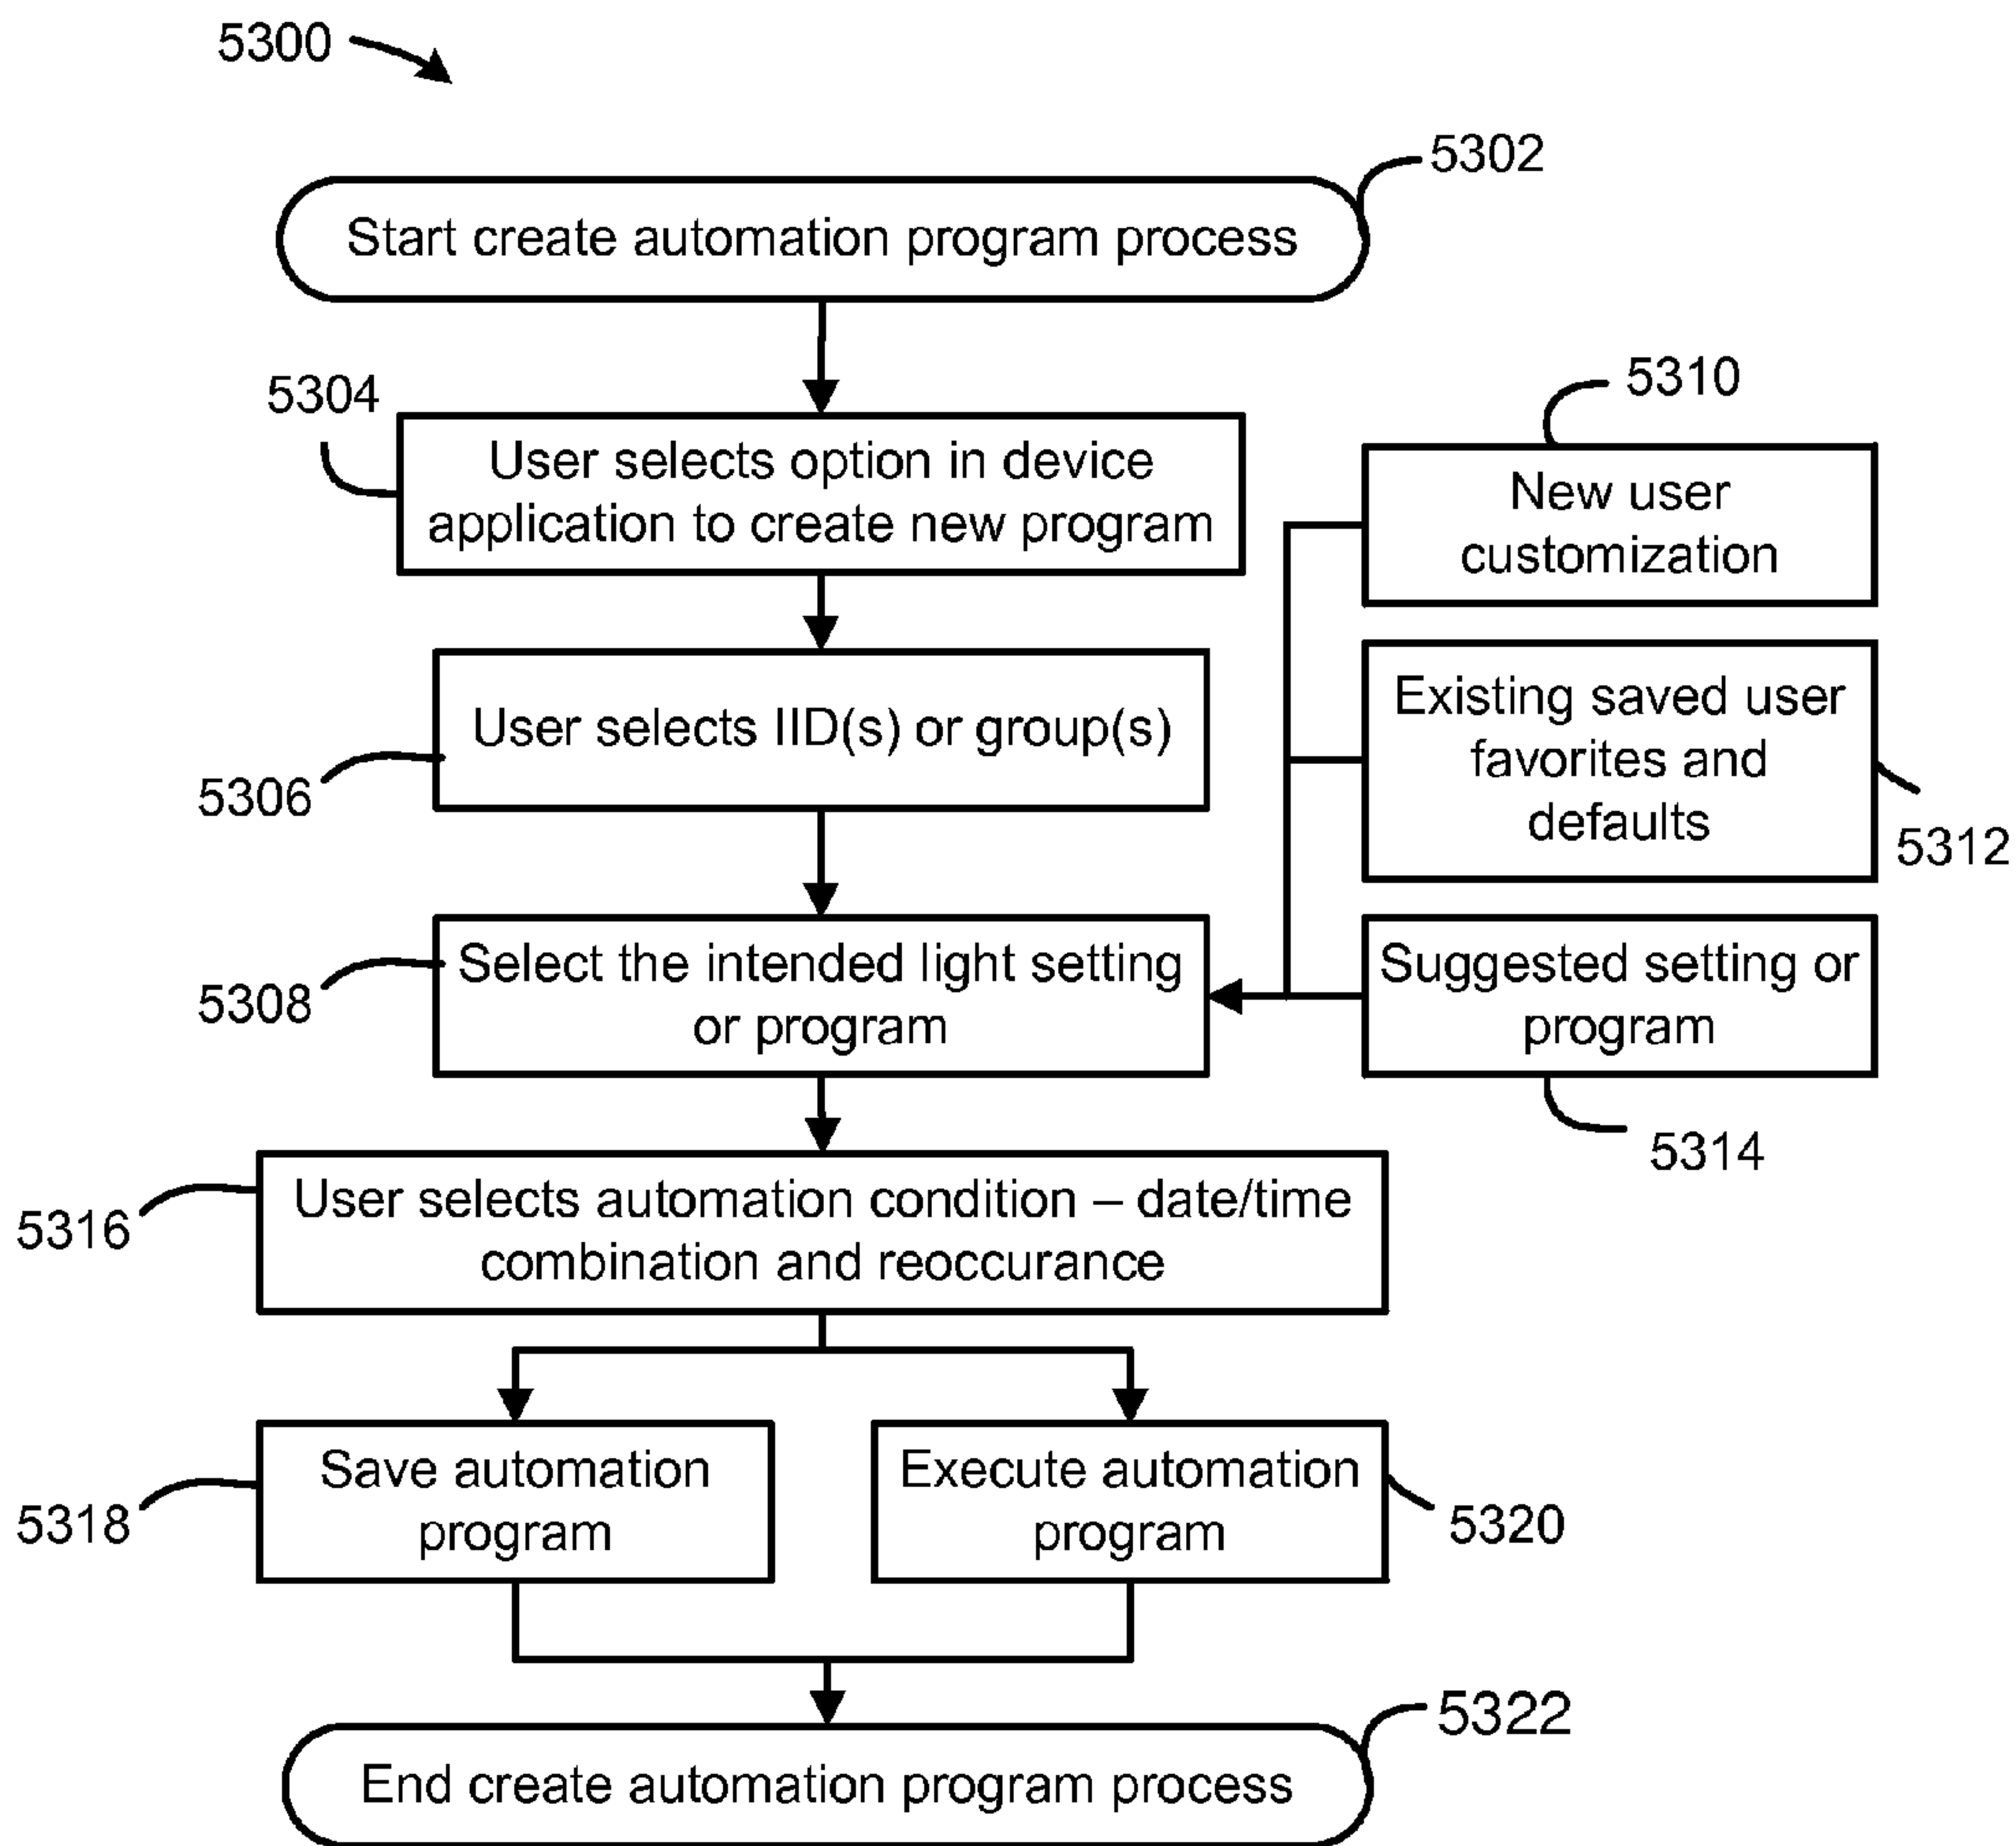 5300
5302
Start create automation program process
5304
User selects option in device
application to create new program
5310
New user
customization
User selects IID(s) or group(s)
5306
Existing saved user
favorites and
defaults
5312
Select the intended light setting
or program
5308
Suggested setting or
program
5314
User selects automation condition – date/time
combination and reoccurance
5316
Save automation
program
5318
Execute automation
program
5320
5322
End create automation program process